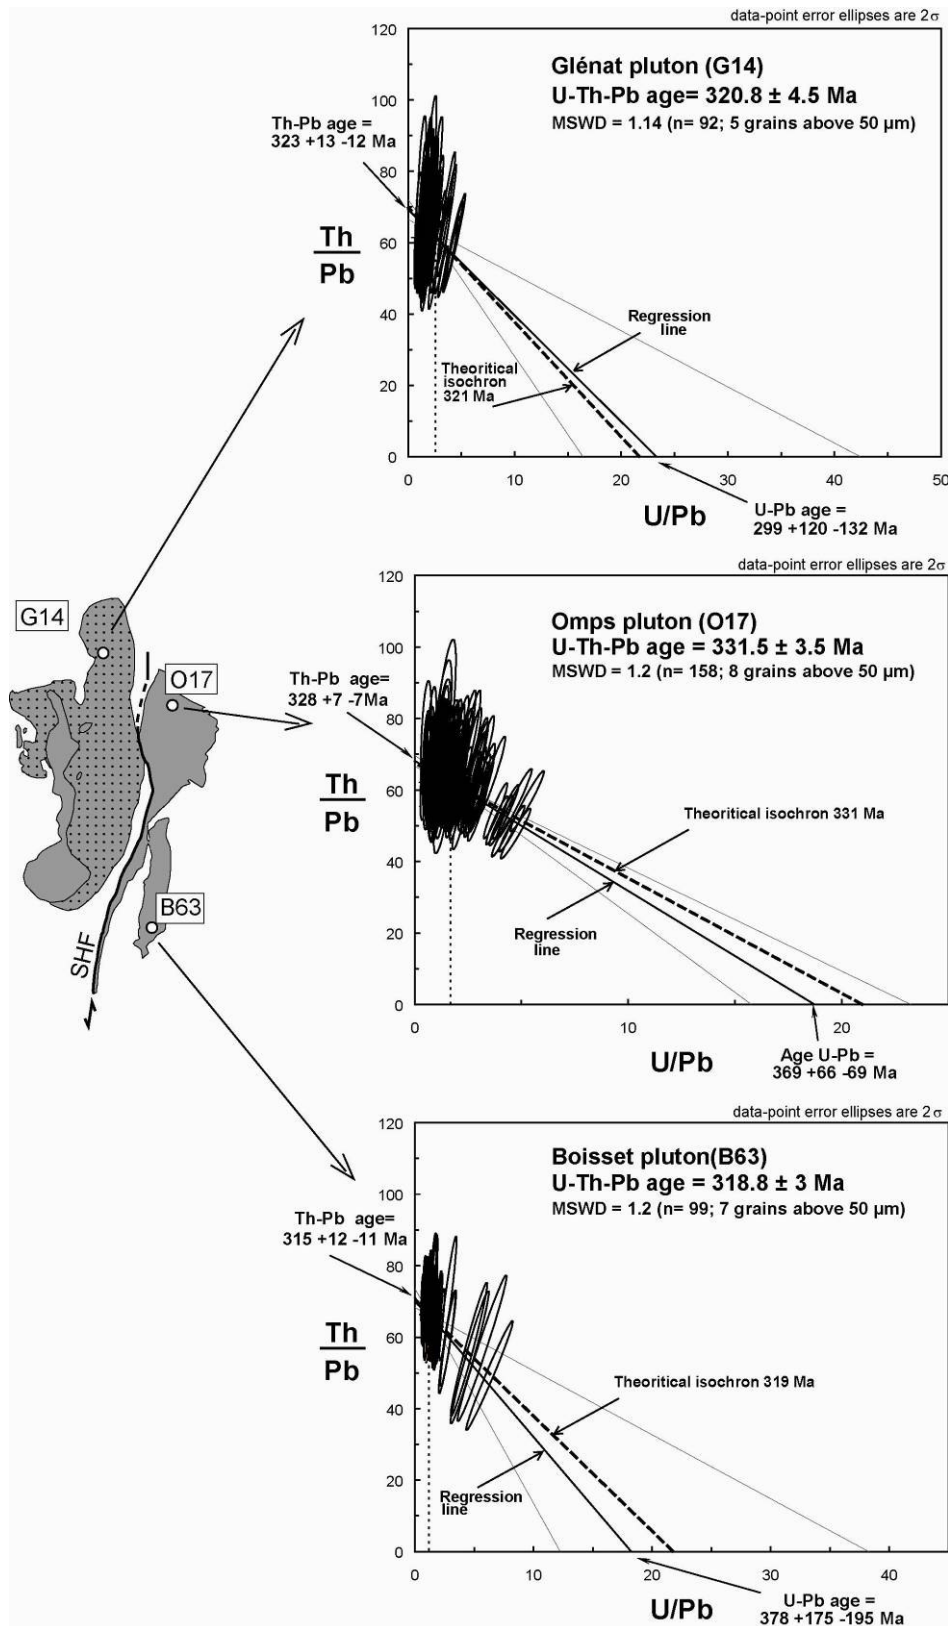 data-point error ellipses are 2σ
120
100
80
60
40
20
0
Th
Pb
Glénat pluton (G14)
U-Th-Pb age= 320.8 ± 4.5 Ma
MSWD = 1.14 (n= 92; 5 grains above 50 µm)
Th-Pb age =
323 +13 -12 Ma
Regression
line
Theoritical
isochron
321 Ma
0 10 20 30 40 50
U/Pb
U-Pb age =
299 +120 -132 Ma
G14
O17
B63
SHF
data-point error ellipses are 2σ
120
100
80
60
40
20
0
Th
Pb
Omps pluton (O17)
U-Th-Pb age = 331.5 ± 3.5 Ma
MSWD = 1.2 (n= 158; 8 grains above 50 µm)
Th-Pb age=
328 +7 -7Ma
Theoritical isochron 331 Ma
Regression
line
0 10 20
U/Pb
Age U-Pb =
369 +66 -69 Ma
data-point error ellipses are 2σ
120
100
80
60
40
20
0
Th
Pb
Boisset pluton(B63)
U-Th-Pb age = 318.8 ± 3 Ma
MSWD = 1.2 (n= 99; 7 grains above 50 µm)
Th-Pb age=
315 +12 -11 Ma
Theoritical isochron 319 Ma
Regression
line
0 10 20 30 40
U/Pb
U-Pb age =
378 +175 -195 Ma